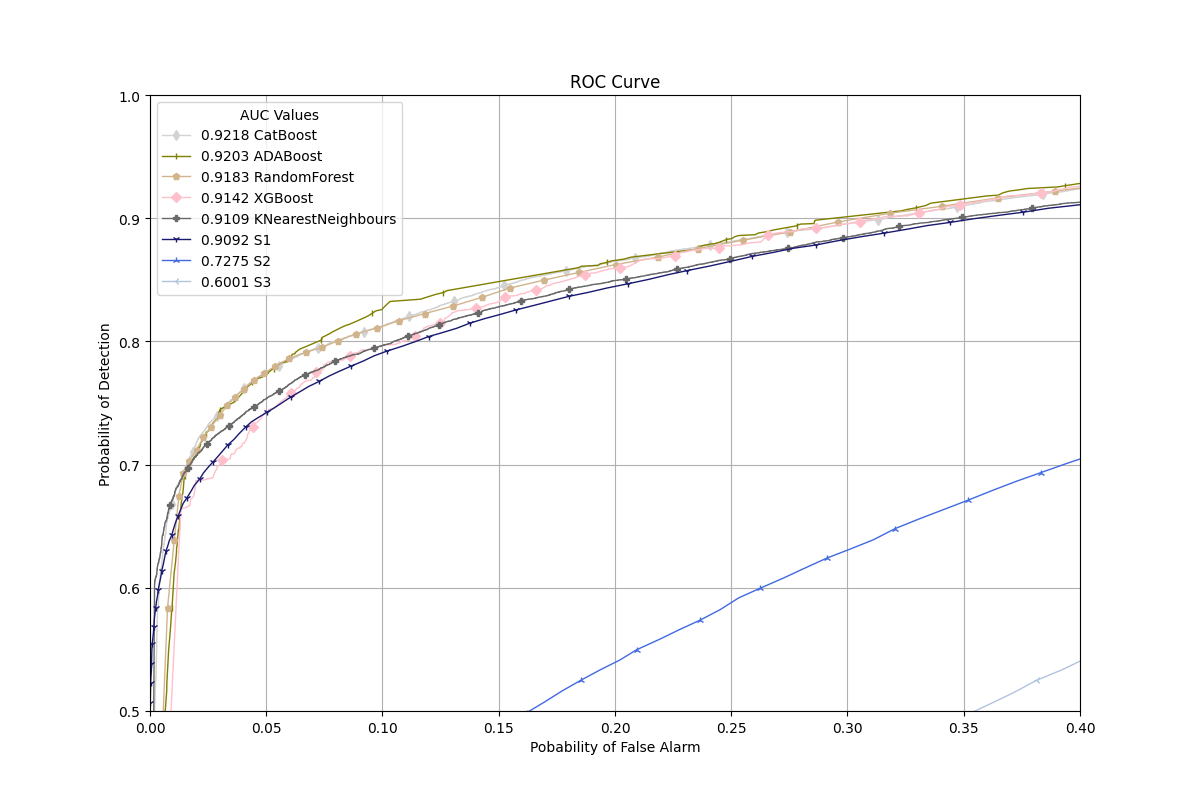 ROC Curve
1.0
0.9
0.8
0.7
0.6
0.5
Probability of Detection
AUC Values
0.9218 CatBoost
0.9203 ADABoost
0.9183 RandomForest
0.9142 XGBoost
0.9109 KNearestNeighbours
0.9092 S1
0.7275 S2
0.6001 S3
0.00 0.05 0.10 0.15 0.20 0.25 0.30 0.35 0.40
Pobability of False Alarm